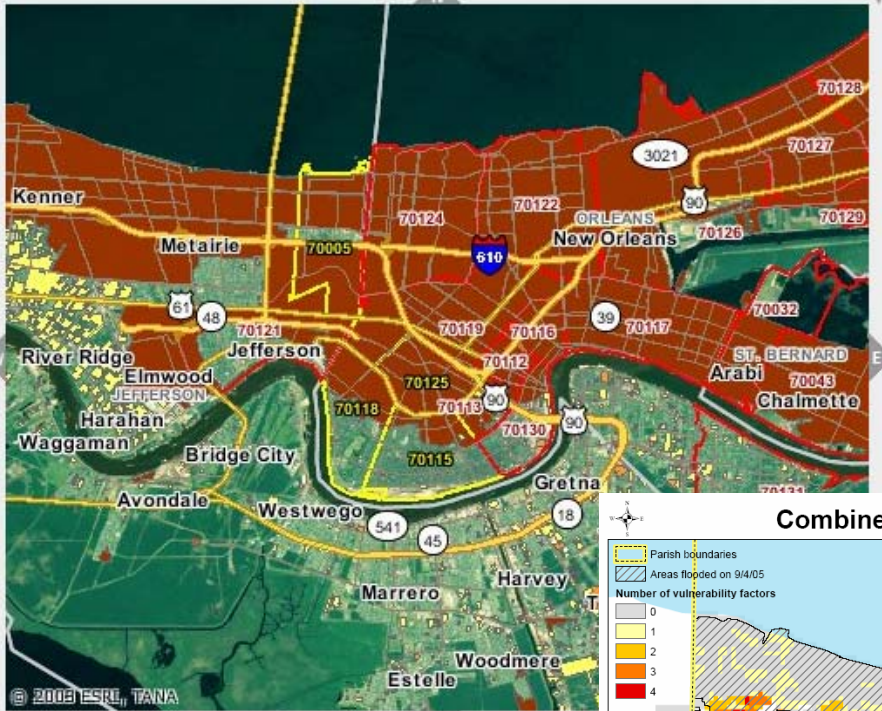 70128
3021
70127
Kenner
90
70124
70122
ORLEANS
70129
Metairie
70005
610
New Orleans
70126
61
48
70121
70119
70116
39
70117
70032
River Ridge
Jefferson
70112
ST. BERNARD
Elmwood
JEFFERSON
70125
Arabi
70043
Harahan
70118
70113
90
Chalmette
Waggaman
70130
90
Bridge City
70115
Avondale
Westwego
Gretna
541
45
18
70131
Marrero
Harvey
T
Woodmere
Estelle
© 2003 ESRI, TANA
E
N
W
E
S
Combine
Parish boundaries
Areas flooded on 9/4/05
Number of vulnerability factors
0
1
2
3
4